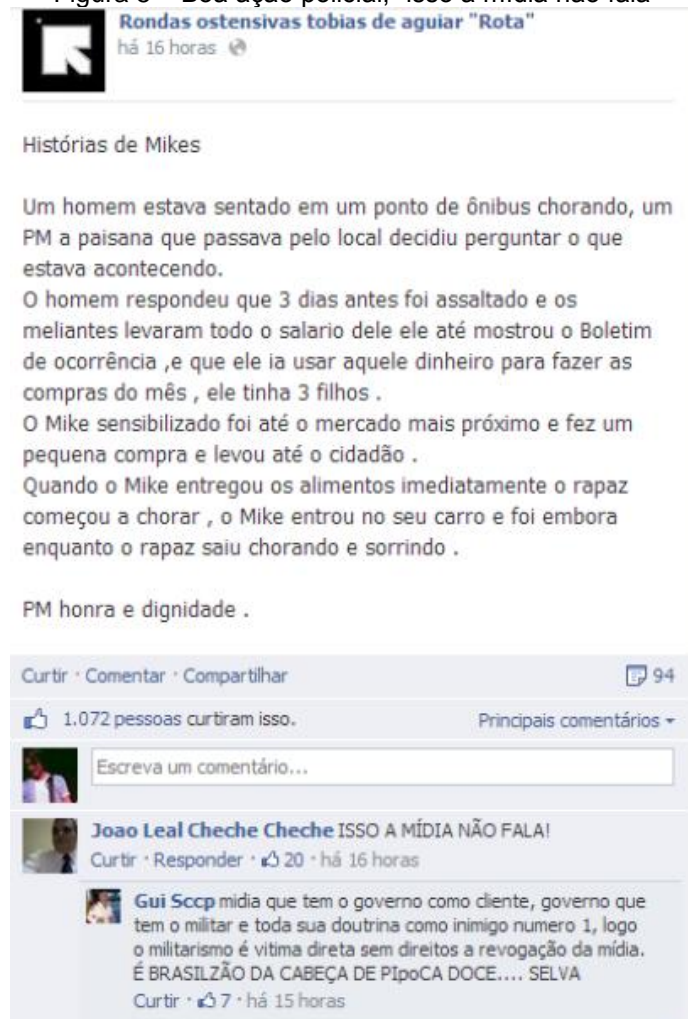 Figura 8 – "Boa ação policial," isso a mídia não fala
Rondas ostensivas tobias de aguiar "Rota"
há 16 horas
Histórias de Mikes
Um homem estava sentado em um ponto de ônibus chorando, um
PM a paisana que passava pelo local decidiu perguntar o que
estava acontecendo.
O homem respondeu que 3 dias antes foi assaltado e os
meliantes levaram todo o salario dele ele até mostrou o Boletim
de ocorrência ,e que ele ia usar aquele dinheiro para fazer as
compras do mês , ele tinha 3 filhos .
O Mike sensibilizado foi até o mercado mais próximo e fez um
pequena compra e levou até o cidadão .
Quando o Mike entregou os alimentos imediatamente o rapaz
começou a chorar , o Mike entrou no seu carro e foi embora
enquanto o rapaz saiu chorando e sorrindo .
PM honra e dignidade .
Curtir · Comentar · Compartilhar 94
1.072 pessoas curtiram isso. Principais comentários
Escreva um comentário...
Joao Leal Cheche Cheche ISSO A MÍDIA NÃO FALA!
Curtir · Responder · 20 · há 16 horas
Gui Sccp midia que tem o governo como cliente, governo que
tem o militar e toda sua doutrina como inimigo numero 1, logo
o militarismo é vitima direta sem direitos a revogação da mídia.
É BRASILZÃO DA CABEÇA DE PIpoCA DOCE.... SELVA
Curtir · 7 · há 15 horas